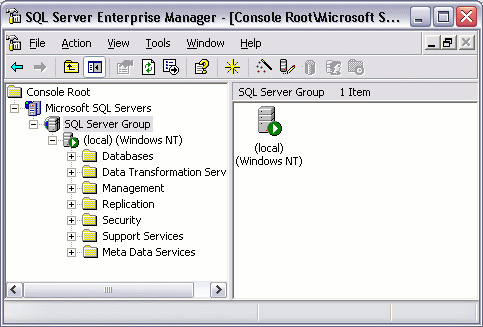 SQL Server Enterprise Manager - [Console Root\Microsoft S...
File Action View Tools Window Help
Console Root
Microsoft SQL Servers
SQL Server Group
(local) (Windows NT)
Databases
Data Transformation Serv
Management
Replication
Security
Support Services
Meta Data Services
SQL Server Group 1 Item
(local)
(Windows NT)